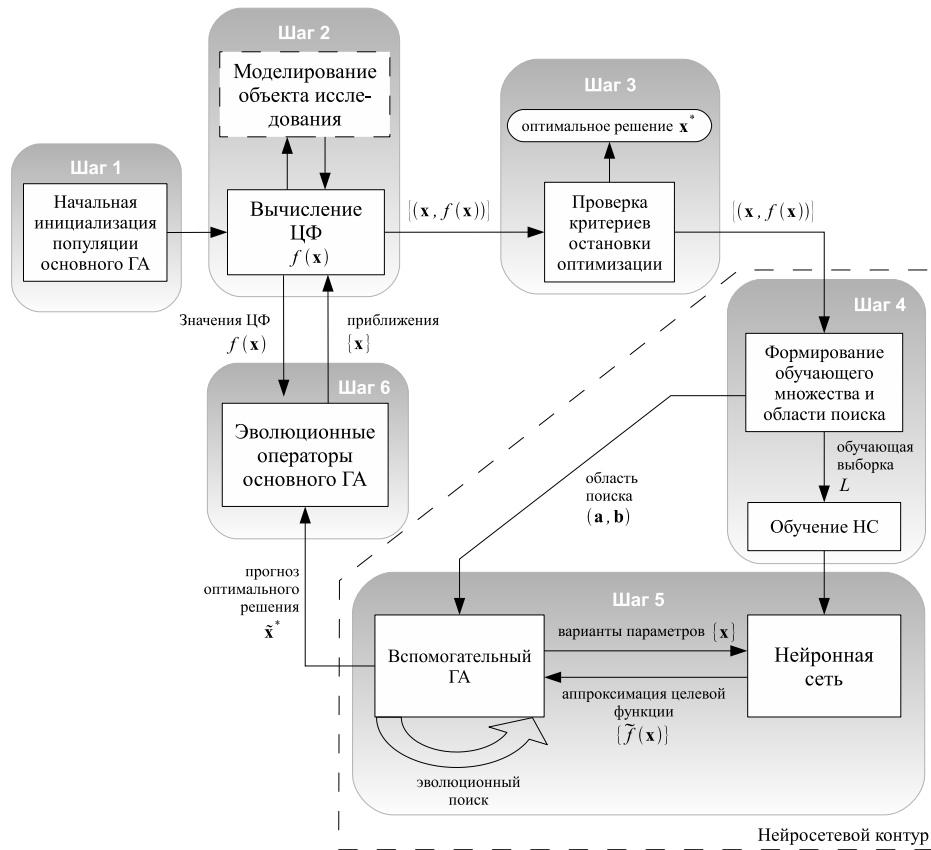 Шаг 1
Начальная
инициализация
популяции
основного ГА
Шаг 2
Моделирование
объекта иссле-
дования
Вычисление
ЦФ
f(x)
[(x, f(x))]
Шаг 3
оптимальное решение x*
Проверка
критериев
остановки
оптимизации
[(x, f(x))]
Шаг 4
Формирование
обучающего
множества и
области поиска
обучающая
выборка
L
Обучение НС
Значения ЦФ
f(x)
приближения
{x}
Шаг 6
Эволюционные
операторы
основного ГА
область
поиска
(a, b)
прогноз
оптимального
решения
x̃*
Шаг 5
Вспомогательный
ГА
варианты параметров {x}
аппроксимация целевой
функции
{f̃(x)}
Нейронная
сеть
эволюционный
поиск
Нейросетевой контур